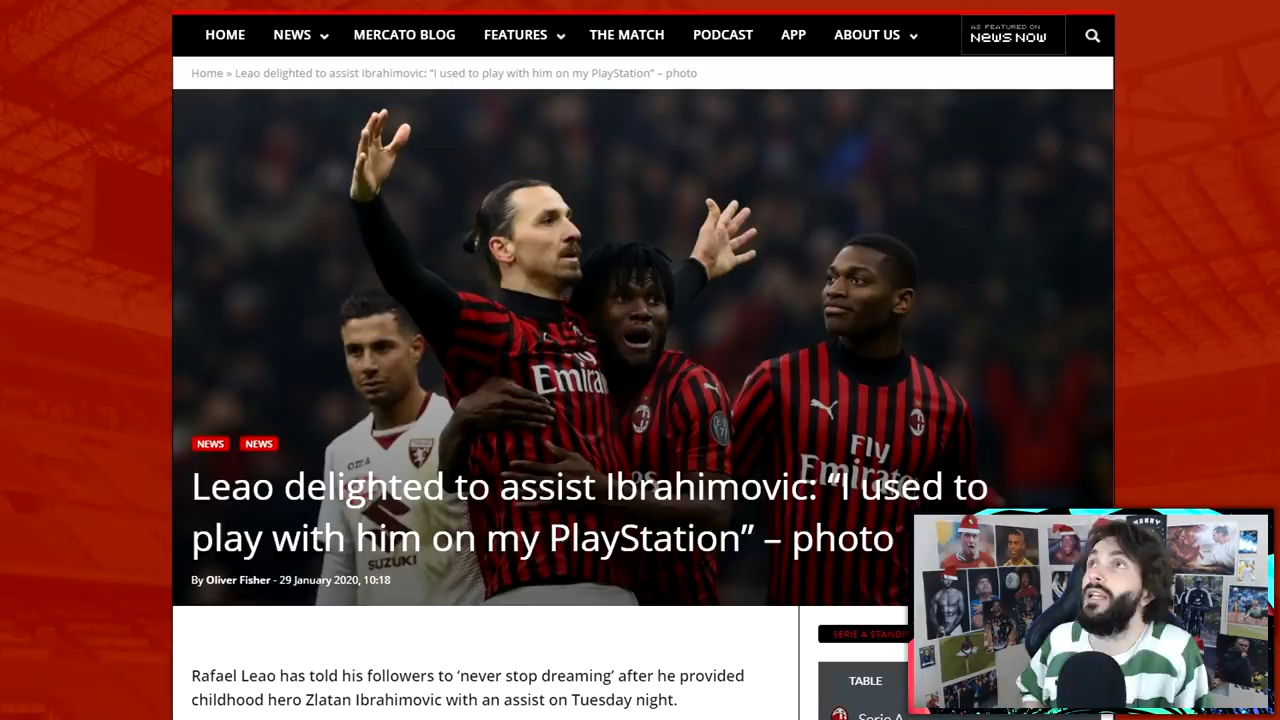 HOME NEWS MERCATO BLOG FEATURES THE MATCH PODCAST APP ABOUT US
AS FEATURED ON
NEWS NOW
Home » Leao delighted to assist Ibrahimovic: “I used to play with him on my PlayStation” – photo
Fly
Emirates
SUZUKI
NEWS NEWS
Leao delighted to assist Ibrahimovic: “I used to
play with him on my PlayStation” – photo
By Oliver Fisher - 29 January 2020, 10:18
Rafael Leao has told his followers to ‘never stop dreaming’ after he provided
childhood hero Zlatan Ibrahimovic with an assist on Tuesday night.
TABLE
Serie A